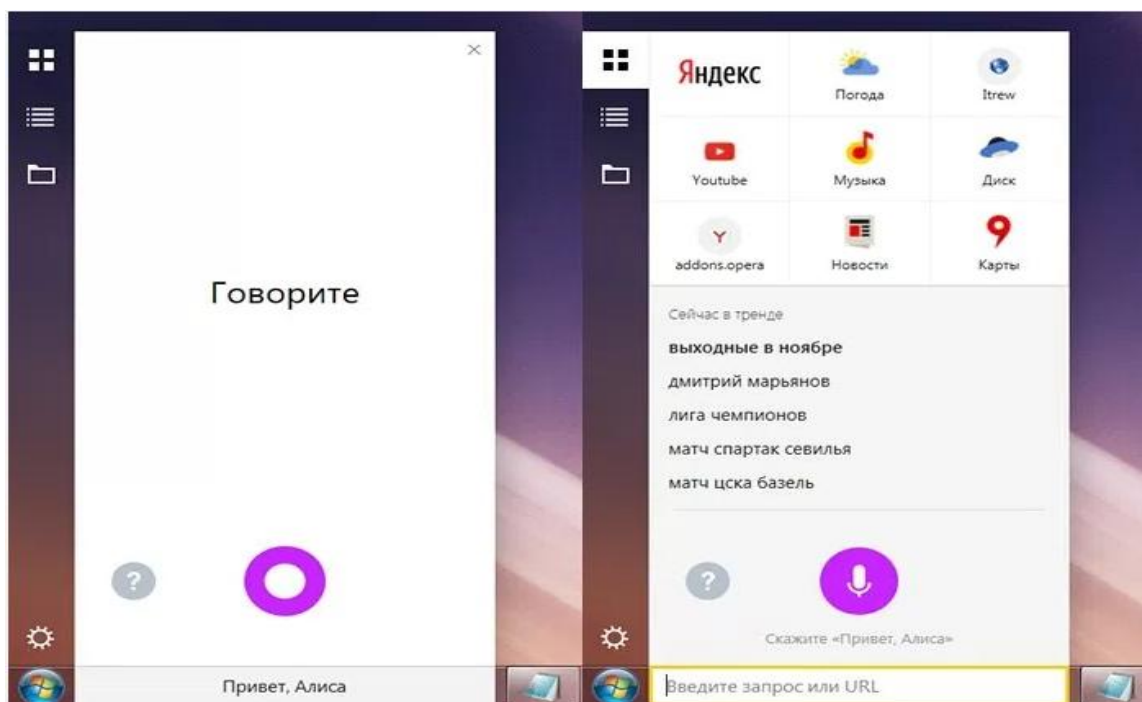 Говорите
?
Привет, Алиса
Яндекс
Погода
Itrew
Youtube
Музыка
Диск
Y
addons.opera
Новости
Карты
Сейчас в тренде
выходные в ноябре
дмитрий марьянов
лига чемпионов
матч спартак севилья
матч цска базель
?
Скажите «Привет, Алиса»
Введите запрос или URL